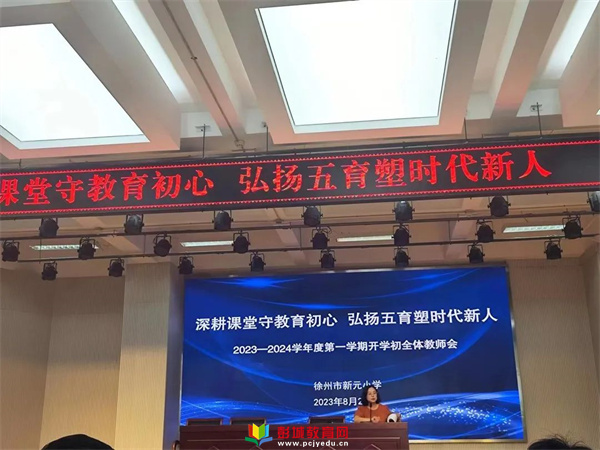 课堂守教育初心 弘扬五育塑时代新人
深耕课堂守教育初心 弘扬五育塑时代新人
2023—2024学年度第一学期开学初全体教师会
徐州市新元小学
2023年8月2
彭城教育网
www.pcjyedu.cn